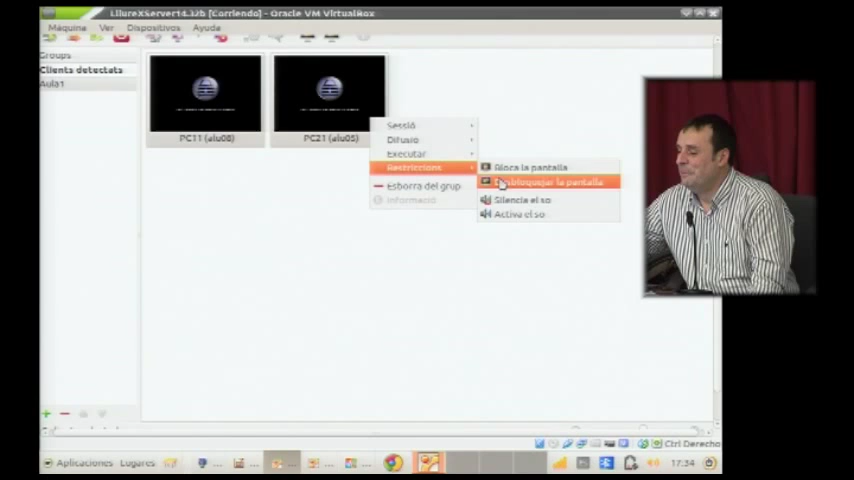 LliureXServer14.32b [Corriendo] - Oracle VM VirtualBox
Máquina Ver Dispositivos Ayuda
Groups
Clients detectats
Aula1
PC11 (alu08)
PC21 (alu05)
Sessió
Difusió
Executar
Restriccions
Esborra del grup
Informació
Bloca la pantalla
Desbloquejar la pantalla
Silencia el so
Activa el so
Ctrl Derecho
Aplicaciones Lugares
17:34